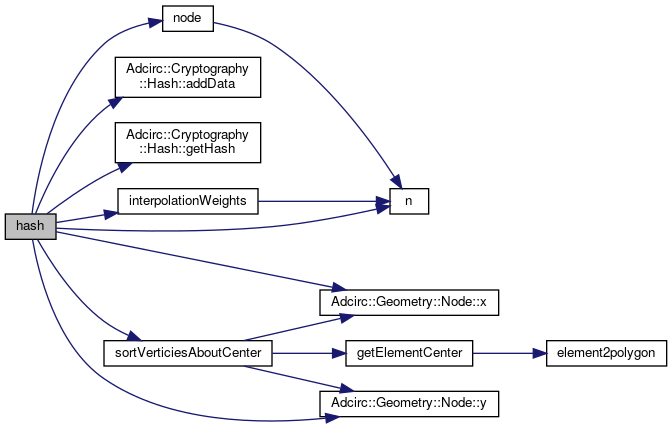 node
Adcirc::Cryptography
::Hash::addData
Adcirc::Cryptography
::Hash::getHash
interpolationWeights
n
hash
Adcirc::Geometry::Node::x
sortVerticiesAboutCenter
getElementCenter
element2polygon
Adcirc::Geometry::Node::y